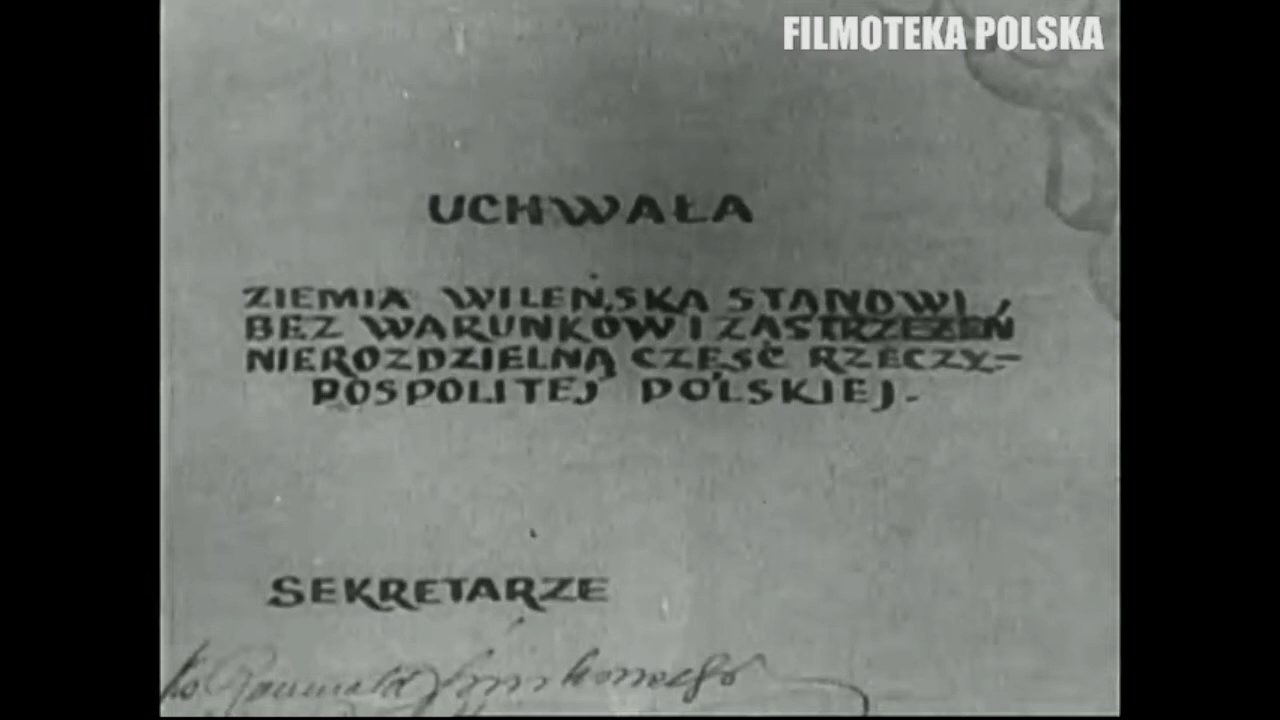 FILMOTEKA POLSKA
UCHWAŁA
ZIEMIA WILEŃSKA STANOWI,
BEZ WARUNKÓW I ZASTRZEŻEŃ
NIEROZDZIELNĄ CZĘŚĆ RZECZY-
POSPOLITEJ POLSKIEJ.
SEKRETARZE